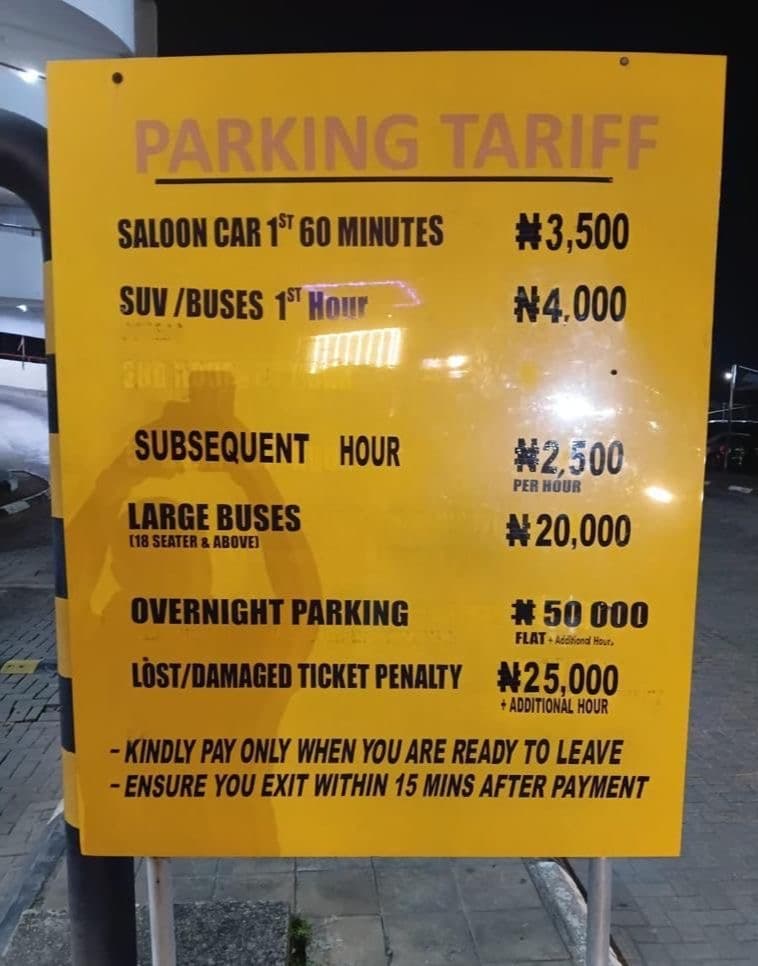 PARKING TARIFF
SALOON CAR 1ST 60 MINUTES ₦3,500
SUV /BUSES 1ST Hour ₦4,000
SUBSEQUENT HOUR ₦2,500
PER HOUR
LARGE BUSES ₦20,000
(18 SEATER & ABOVE)
OVERNIGHT PARKING ₦50 000
FLAT + Additional Hour,
LOST/DAMAGED TICKET PENALTY ₦25,000
+ ADDITIONAL HOUR
- KINDLY PAY ONLY WHEN YOU ARE READY TO LEAVE
- ENSURE YOU EXIT WITHIN 15 MINS AFTER PAYMENT